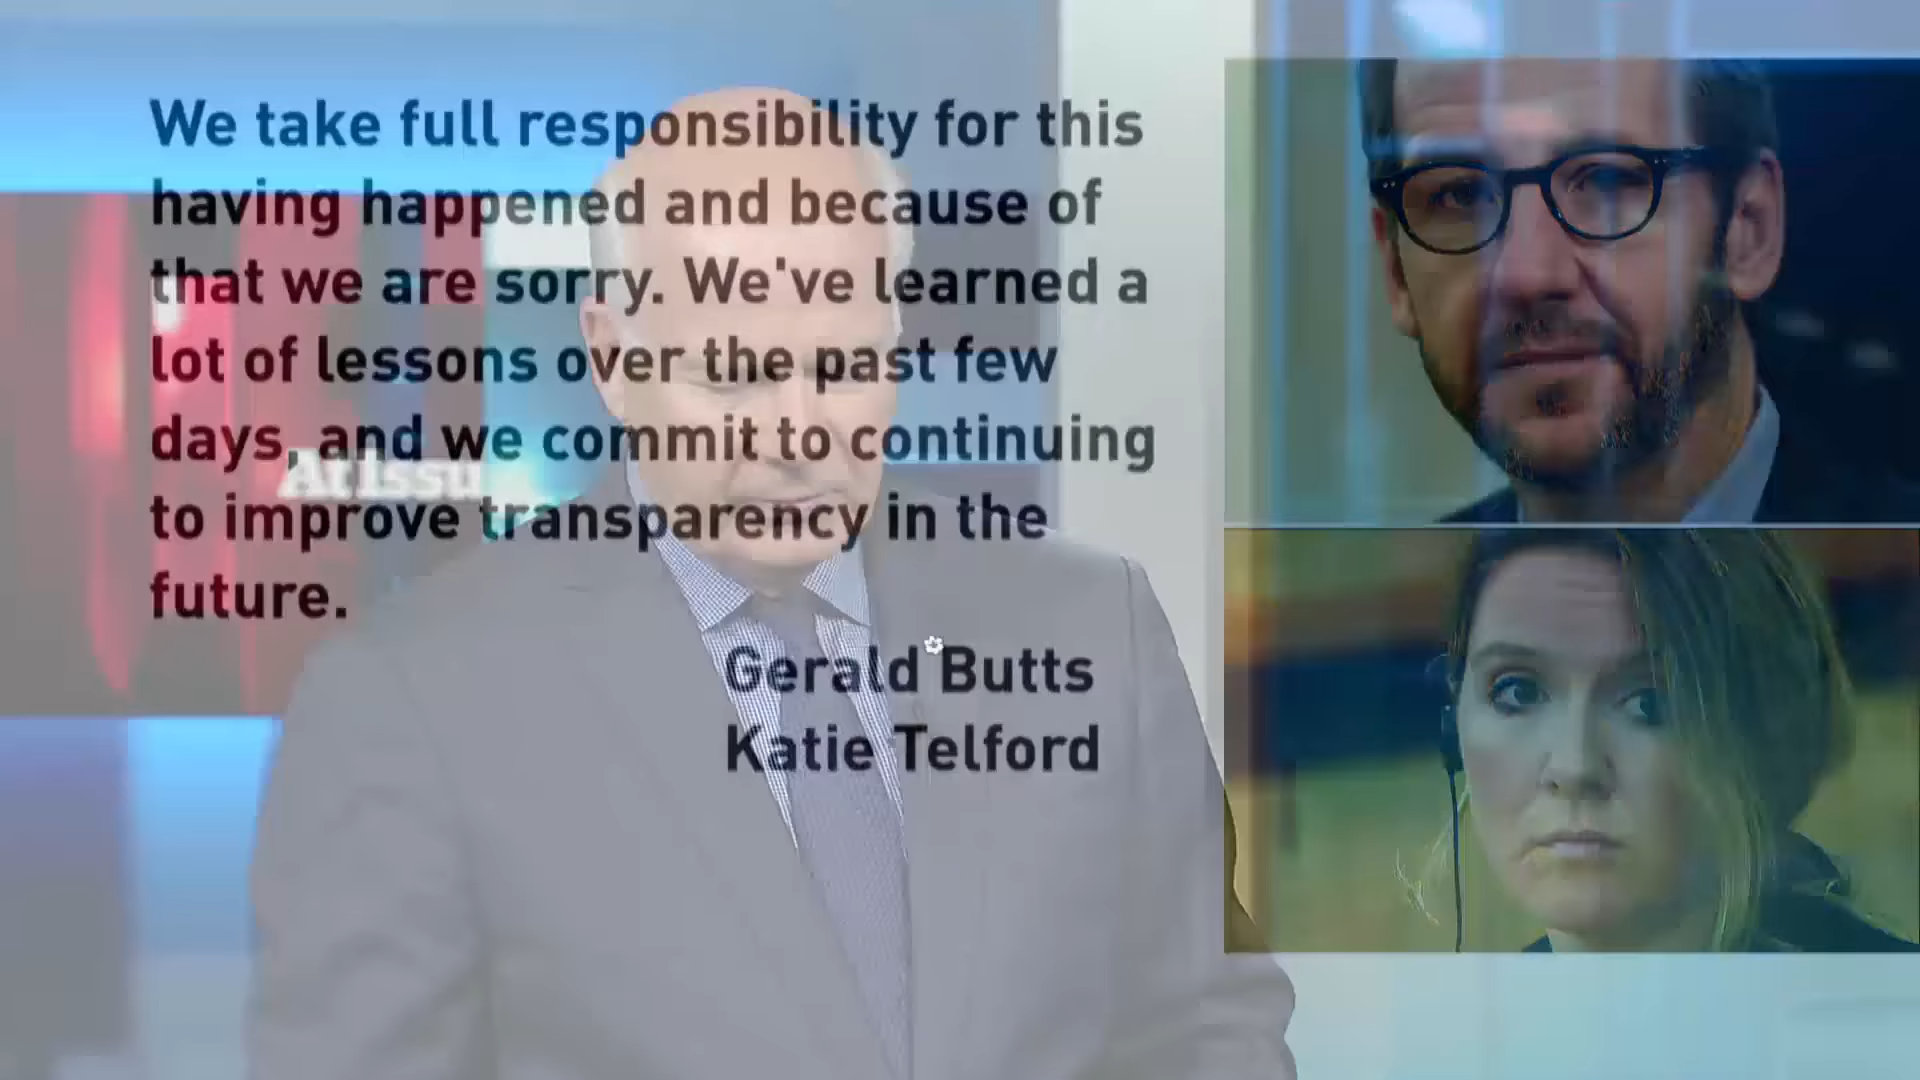 We take full responsibility for this
having happened and because of
that we are sorry. We've learned a
lot of lessons over the past few
days, and we commit to continuing
At Issu
to improve transparency in the
future.
Gerald Butts
Katie Telford